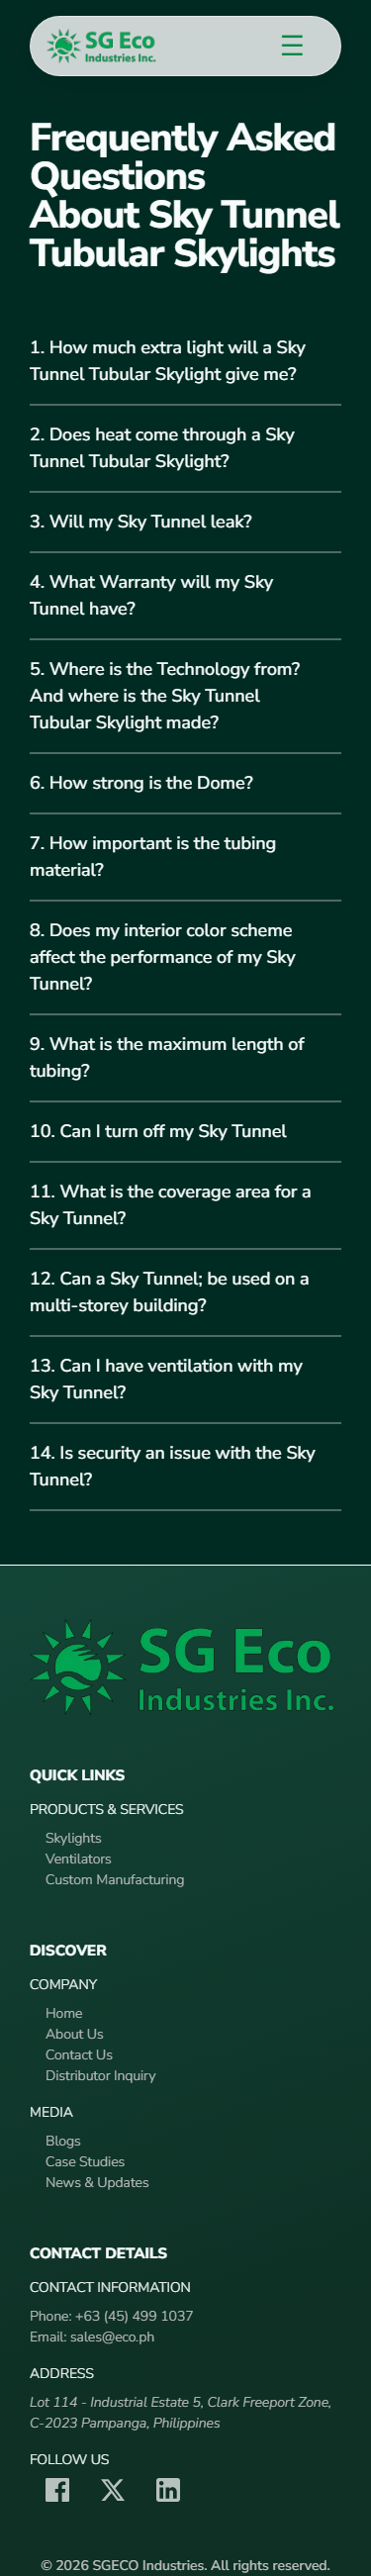 SG Eco
Industries Inc.
Frequently Asked
Questions
About Sky Tunnel
Tubular Skylights
1. How much extra light will a Sky
Tunnel Tubular Skylight give me?
2. Does heat come through a Sky
Tunnel Tubular Skylight?
3. Will my Sky Tunnel leak?
4. What Warranty will my Sky
Tunnel have?
5. Where is the Technology from?
And where is the Sky Tunnel
Tubular Skylight made?
6. How strong is the Dome?
7. How important is the tubing
material?
8. Does my interior color scheme
affect the performance of my Sky
Tunnel?
9. What is the maximum length of
tubing?
10. Can I turn off my Sky Tunnel
11. What is the coverage area for a
Sky Tunnel?
12. Can a Sky Tunnel; be used on a
multi-storey building?
13. Can I have ventilation with my
Sky Tunnel?
14. Is security an issue with the Sky
Tunnel?
SG Eco
Industries Inc.
QUICK LINKS
PRODUCTS & SERVICES
Skylights
Ventilators
Custom Manufacturing
DISCOVER
COMPANY
Home
About Us
Contact Us
Distributor Inquiry
MEDIA
Blogs
Case Studies
News & Updates
CONTACT DETAILS
CONTACT INFORMATION
Phone: +63 (45) 499 1037
Email: sales@eco.ph
ADDRESS
Lot 114 - Industrial Estate 5, Clark Freeport Zone,
C-2023 Pampanga, Philippines
FOLLOW US
© 2026 SGECO Industries. All rights reserved.